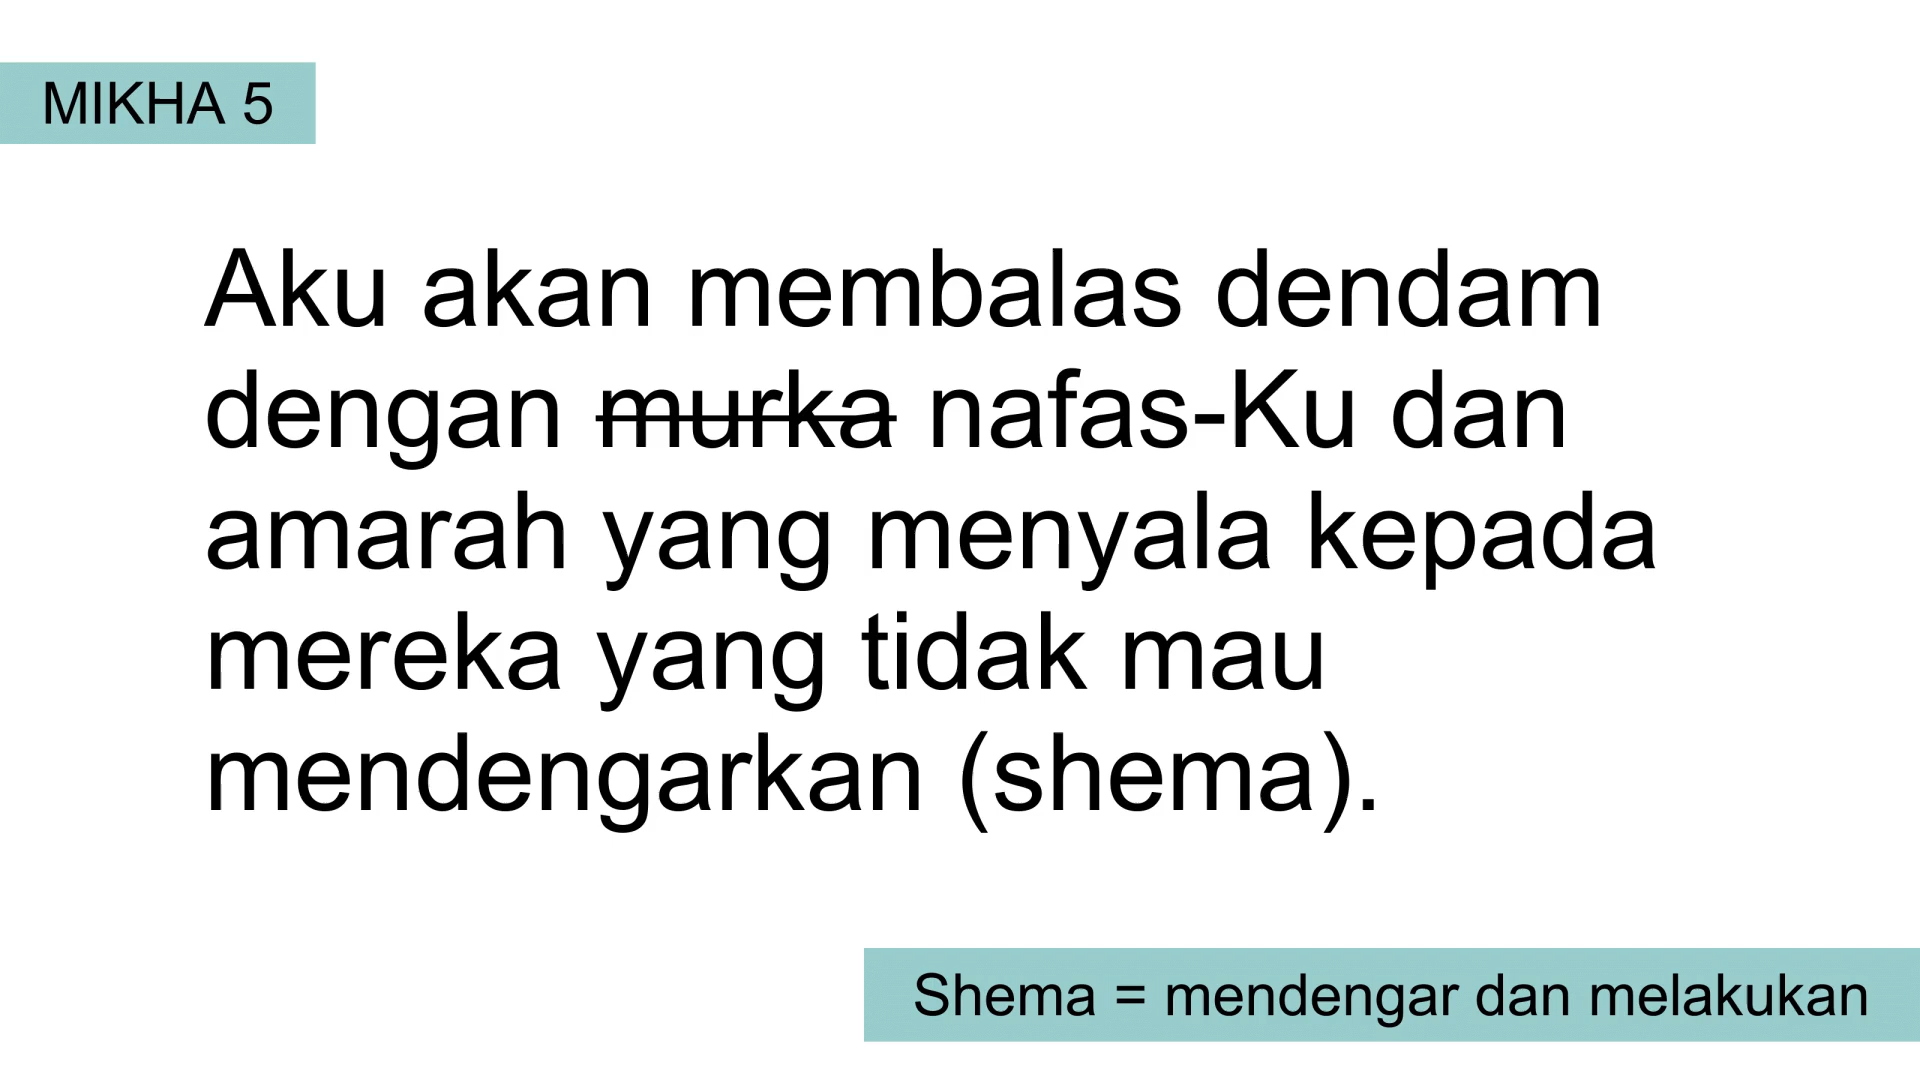 MIKHA 5
Aku akan membalas dendam
dengan murka nafas-Ku dan
amarah yang menyala kepada
mereka yang tidak mau
mendengarkan (shema).
Shema = mendengar dan melakukan